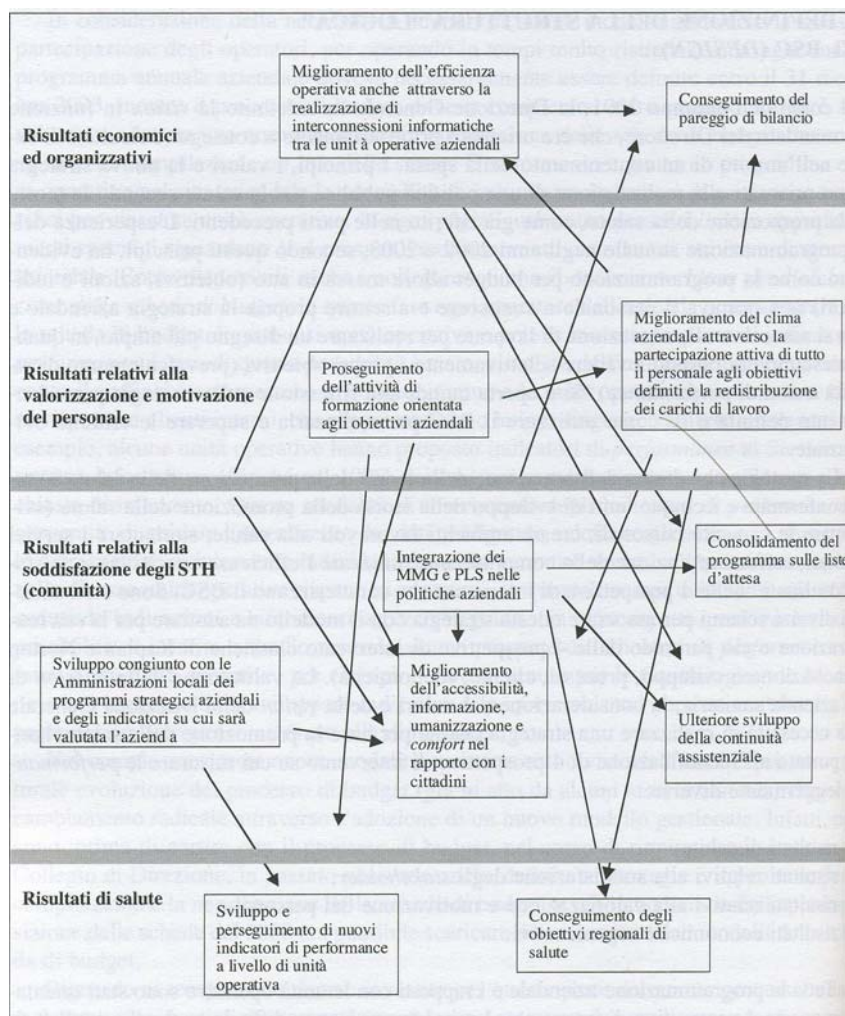 Risultati economici
ed organizzativi
Miglioramento dell'efficienza
operativa anche attraverso la
realizzazione di
interconnessioni informatiche
tra le unità operative aziendali
Conseguimento del
pareggio di bilancio
Risultati relativi alla
valorizzazione e motivazione
del personale
Proseguimento
dell'attività di
formazione orientata
agli obiettivi aziendali
Miglioramento del clima
aziendale attraverso la
partecipazione attiva di tutto
il personale agli obiettivi
definiti e la redistribuzione
dei carichi di lavoro
Risultati relativi alla
soddisfazione degli STH
(comunità)
Integrazione dei
MMG e PLS nelle
politiche aziendali
Consolidamento del
programma sulle liste
d'attesa
Sviluppo congiunto con le
Amministrazioni locali dei
programmi strategici aziendali
e degli indicatori su cui sarà
valutata l'azienda
Miglioramento
dell'accessibilità,
informazione,
umanizzazione e
comfort nel
rapporto con i
cittadini
Ulteriore sviluppo
della continuità
assistenziale
Risultati di salute
Sviluppo e
perseguimento di nuovi
indicatori di performance
a livello di unità
operativa
Conseguimento degli
obiettivi regionali di
salute